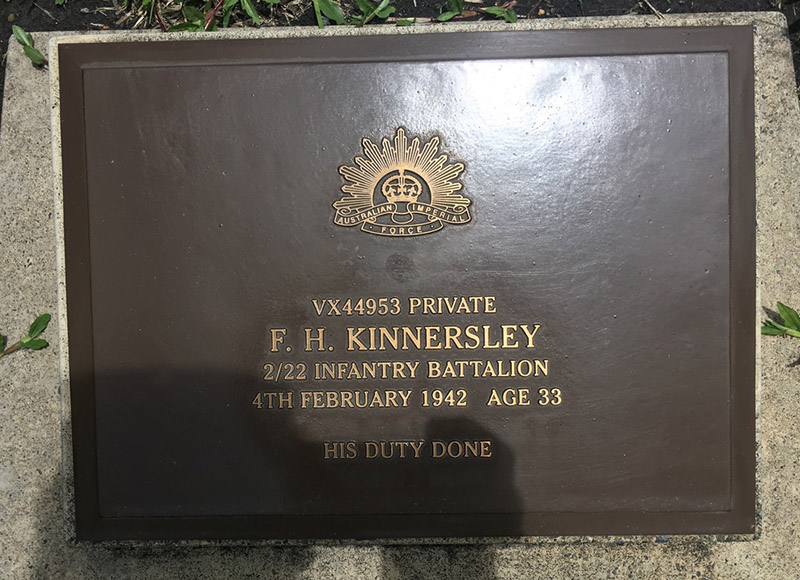 AUSTRALIAN IMPERIAL
FORCE
VX44953 PRIVATE
F. H. KINNERSLEY
2/22 INFANTRY BATTALION
4TH FEBRUARY 1942 AGE 33
HIS DUTY DONE